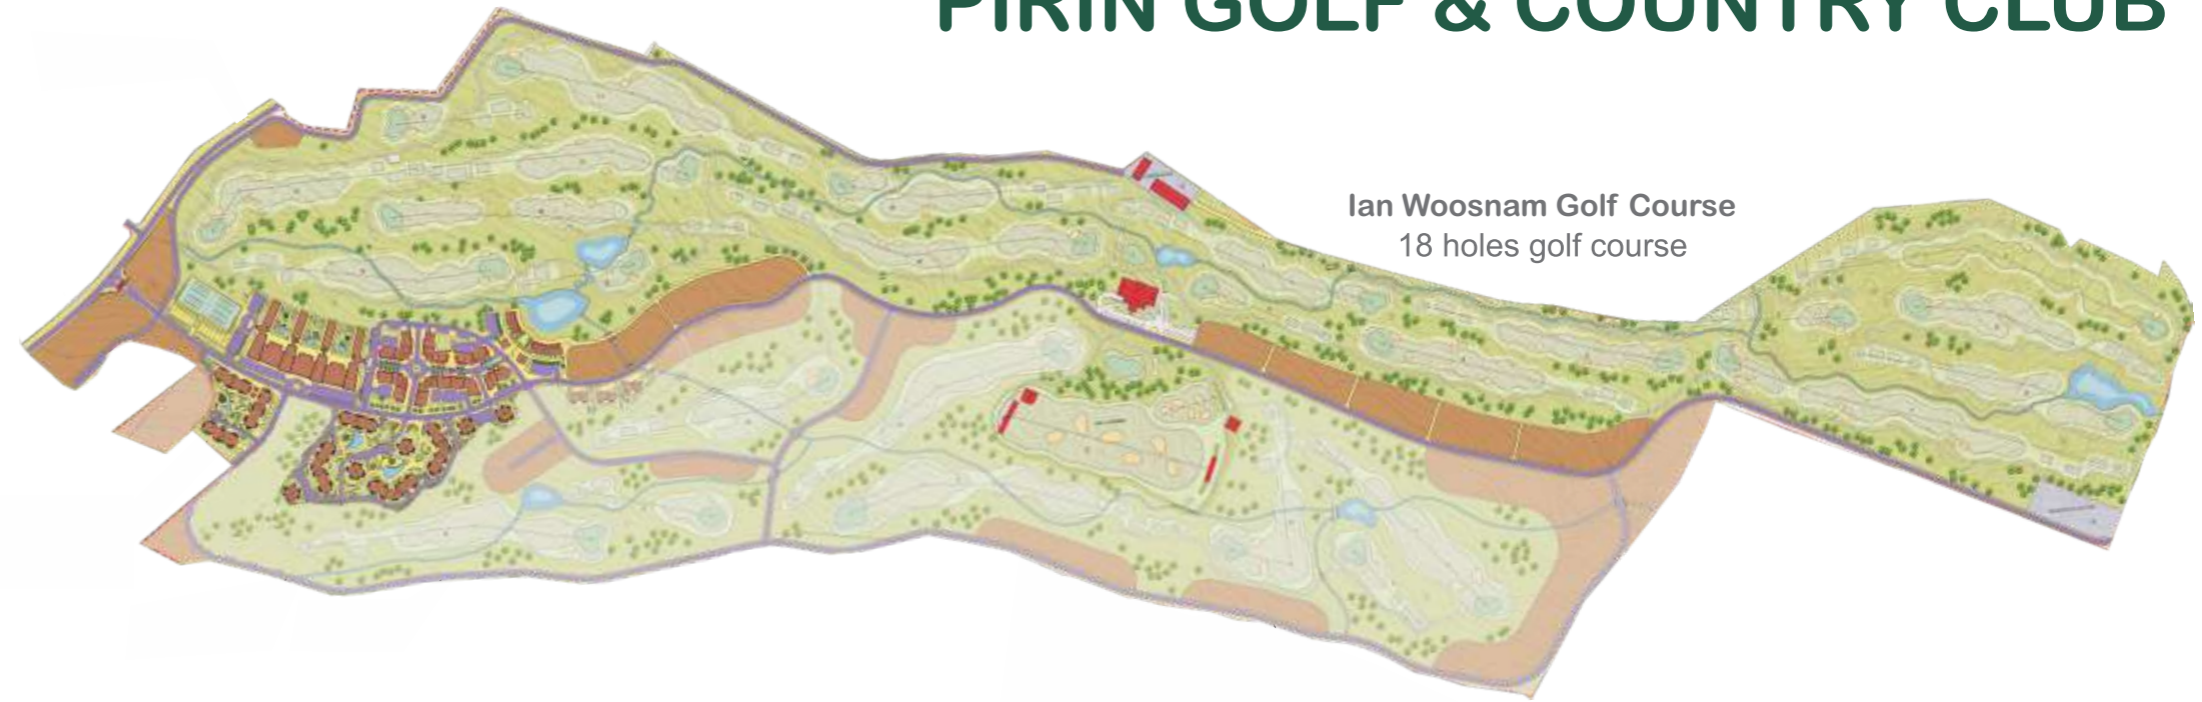 PIRIN GOLF & COUNTRY CLUB
Ian Woosnam Golf Course
18 holes golf course